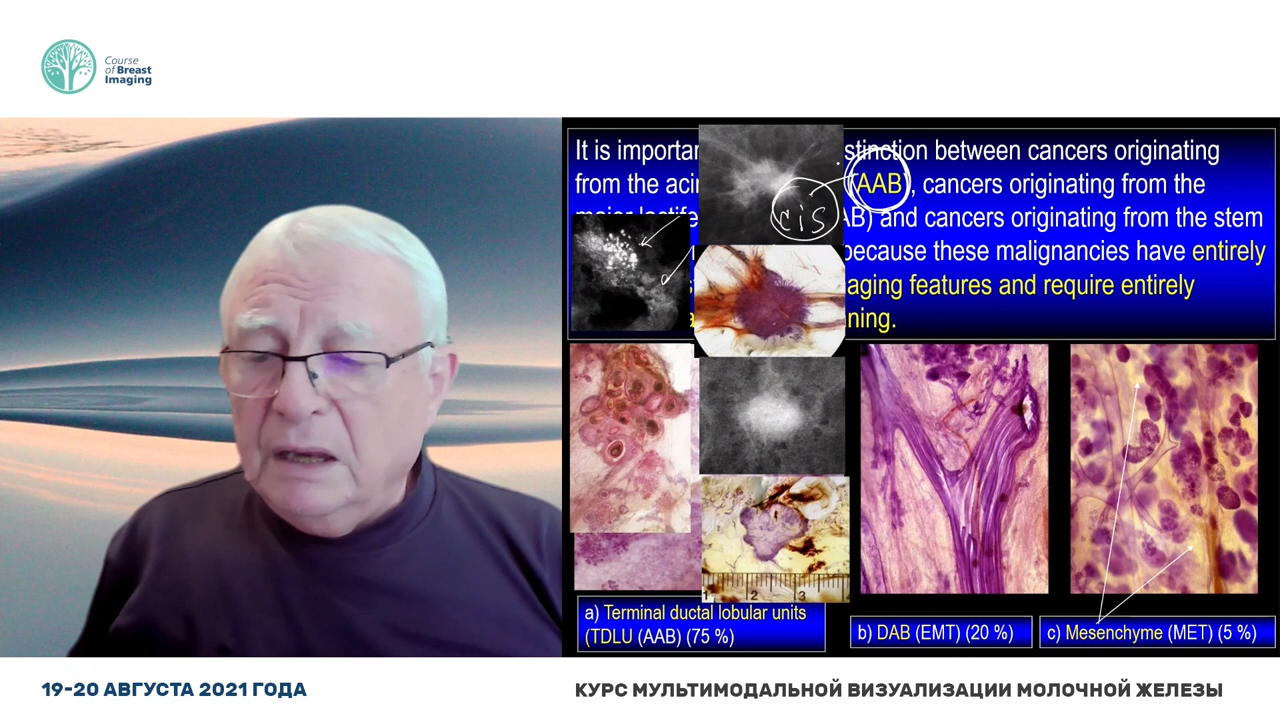 Course
of Breast
Imaging
It is stinction between cancers originating
from the AAB), cancers originating from the
AB) and cancers originating from the stem
because these malignancies have entirely
aging features and require entirely
ning.
cis
1 2 3
a) Terminal ductal lobular units
(TDLU (AAB) (75 %)
b) DAB (EMT) (20 %)
c) Mesenchyme (MET) (5 %)
19-20 АВГУСТА 2021 ГОДА
КУРС МУЛЬТИМОДАЛЬНОЙ ВИЗУАЛИЗАЦИИ МОЛОЧНОЙ ЖЕЛЕЗЫ